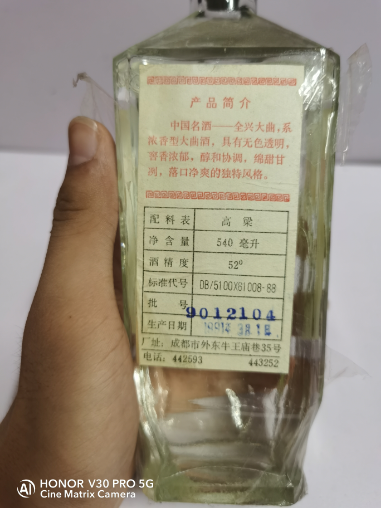 产品简介
中国名酒——全兴大曲，系
浓香型大曲酒，具有无色透明，
窖香浓郁，醇和协调，绵甜甘
洌，落口净爽的独特风格。
配料表 高粱
净含量 540 毫升
酒精度 52°
标准代号 DB/510GXB1008-88
批号 9012104
生产日期
厂址：成都市外东牛王庙巷35号
电话：442593 443252
HONOR V30 PRO 5G
Cine Matrix Camera